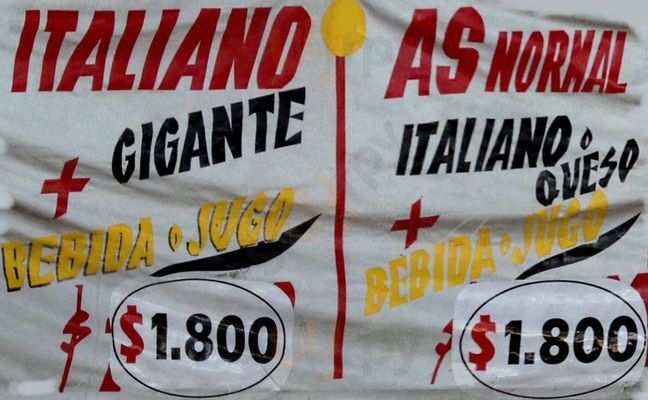 ITALIANO
GIGANTE
+
BEBIDA o JUGO
$1.800
AS NORMAL
ITALIANO o
QUESO
+
BEBIDA o JUGO
$1.800